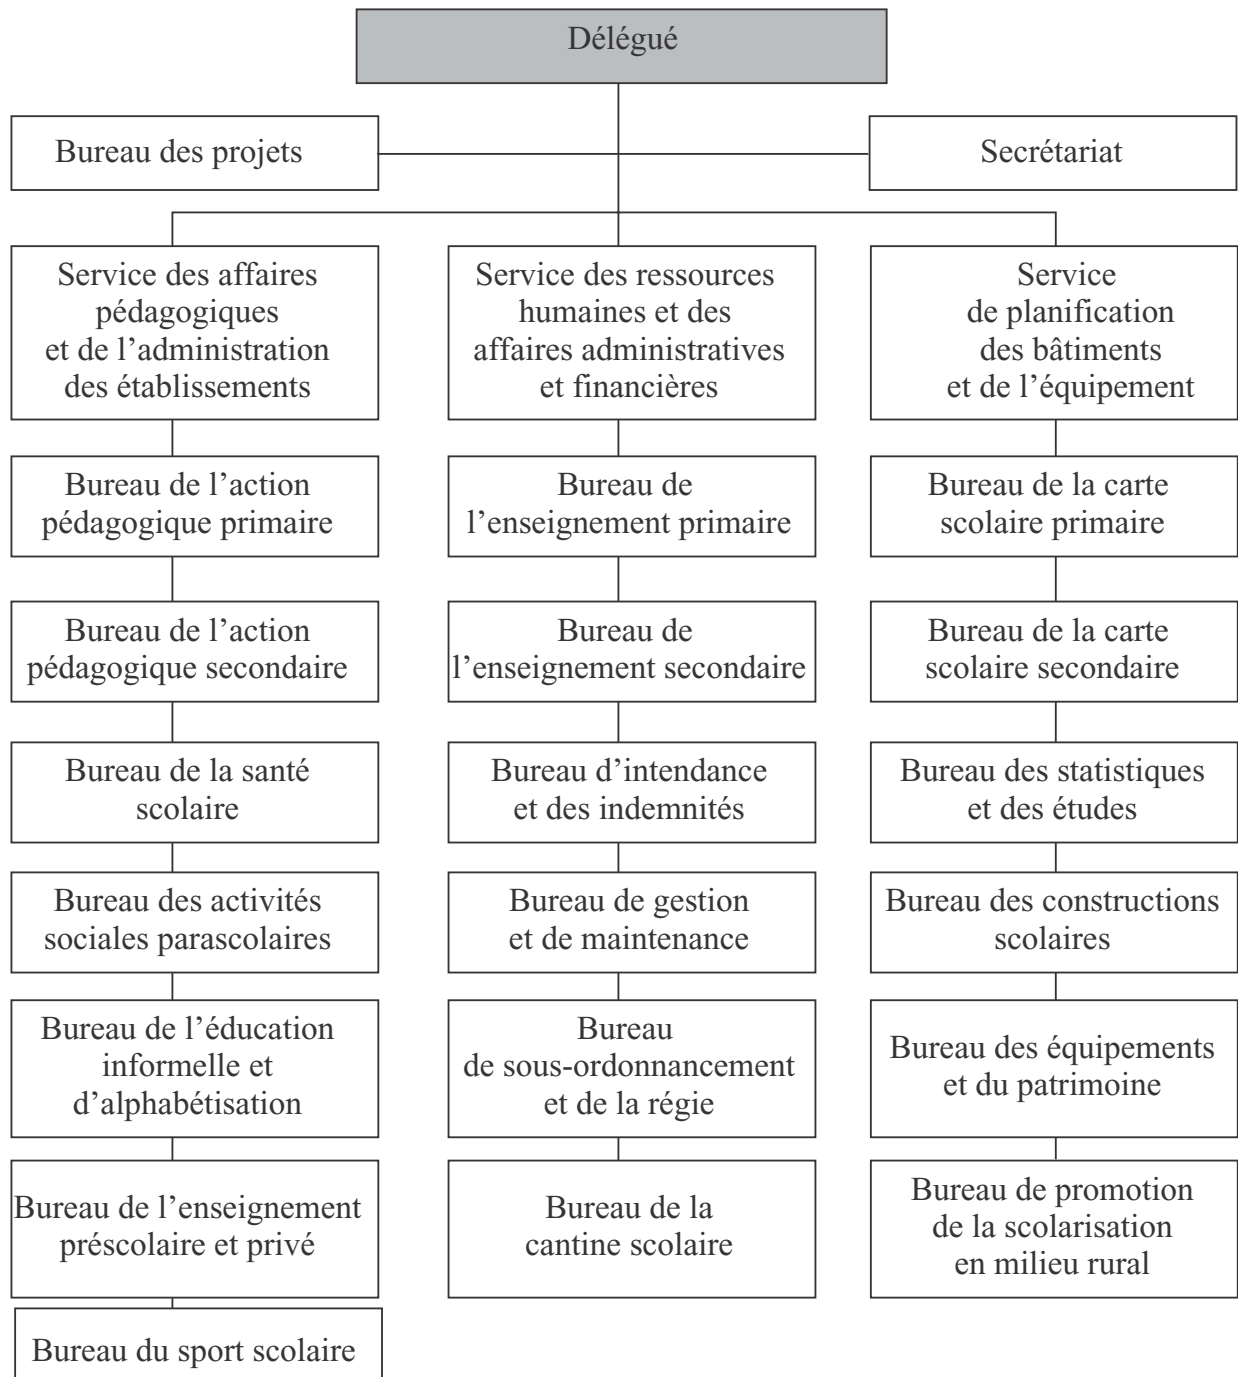 Délégué
Bureau des projets
Secrétariat
Service des affaires
pédagogiques
et de l'administration
des établissements
Service des ressources
humaines et des
affaires administratives
et financières
Service
de planification
des bâtiments
et de l'équipement
Bureau de l'action
pédagogique primaire
Bureau de
l'enseignement primaire
Bureau de la carte
scolaire primaire
Bureau de l'action
pédagogique secondaire
Bureau de
l'enseignement secondaire
Bureau de la carte
scolaire secondaire
Bureau de la santé
scolaire
Bureau d'intendance
et des indemnités
Bureau des statistiques
et des études
Bureau des activités
sociales parascolaires
Bureau de gestion
et de maintenance
Bureau des constructions
scolaires
Bureau de l'éducation
informelle et
d'alphabétisation
Bureau
de sous-ordonnancement
et de la régie
Bureau des équipements
et du patrimoine
Bureau de l'enseignement
préscolaire et privé
Bureau de la
cantine scolaire
Bureau de promotion
de la scolarisation
en milieu rural
Bureau du sport scolaire